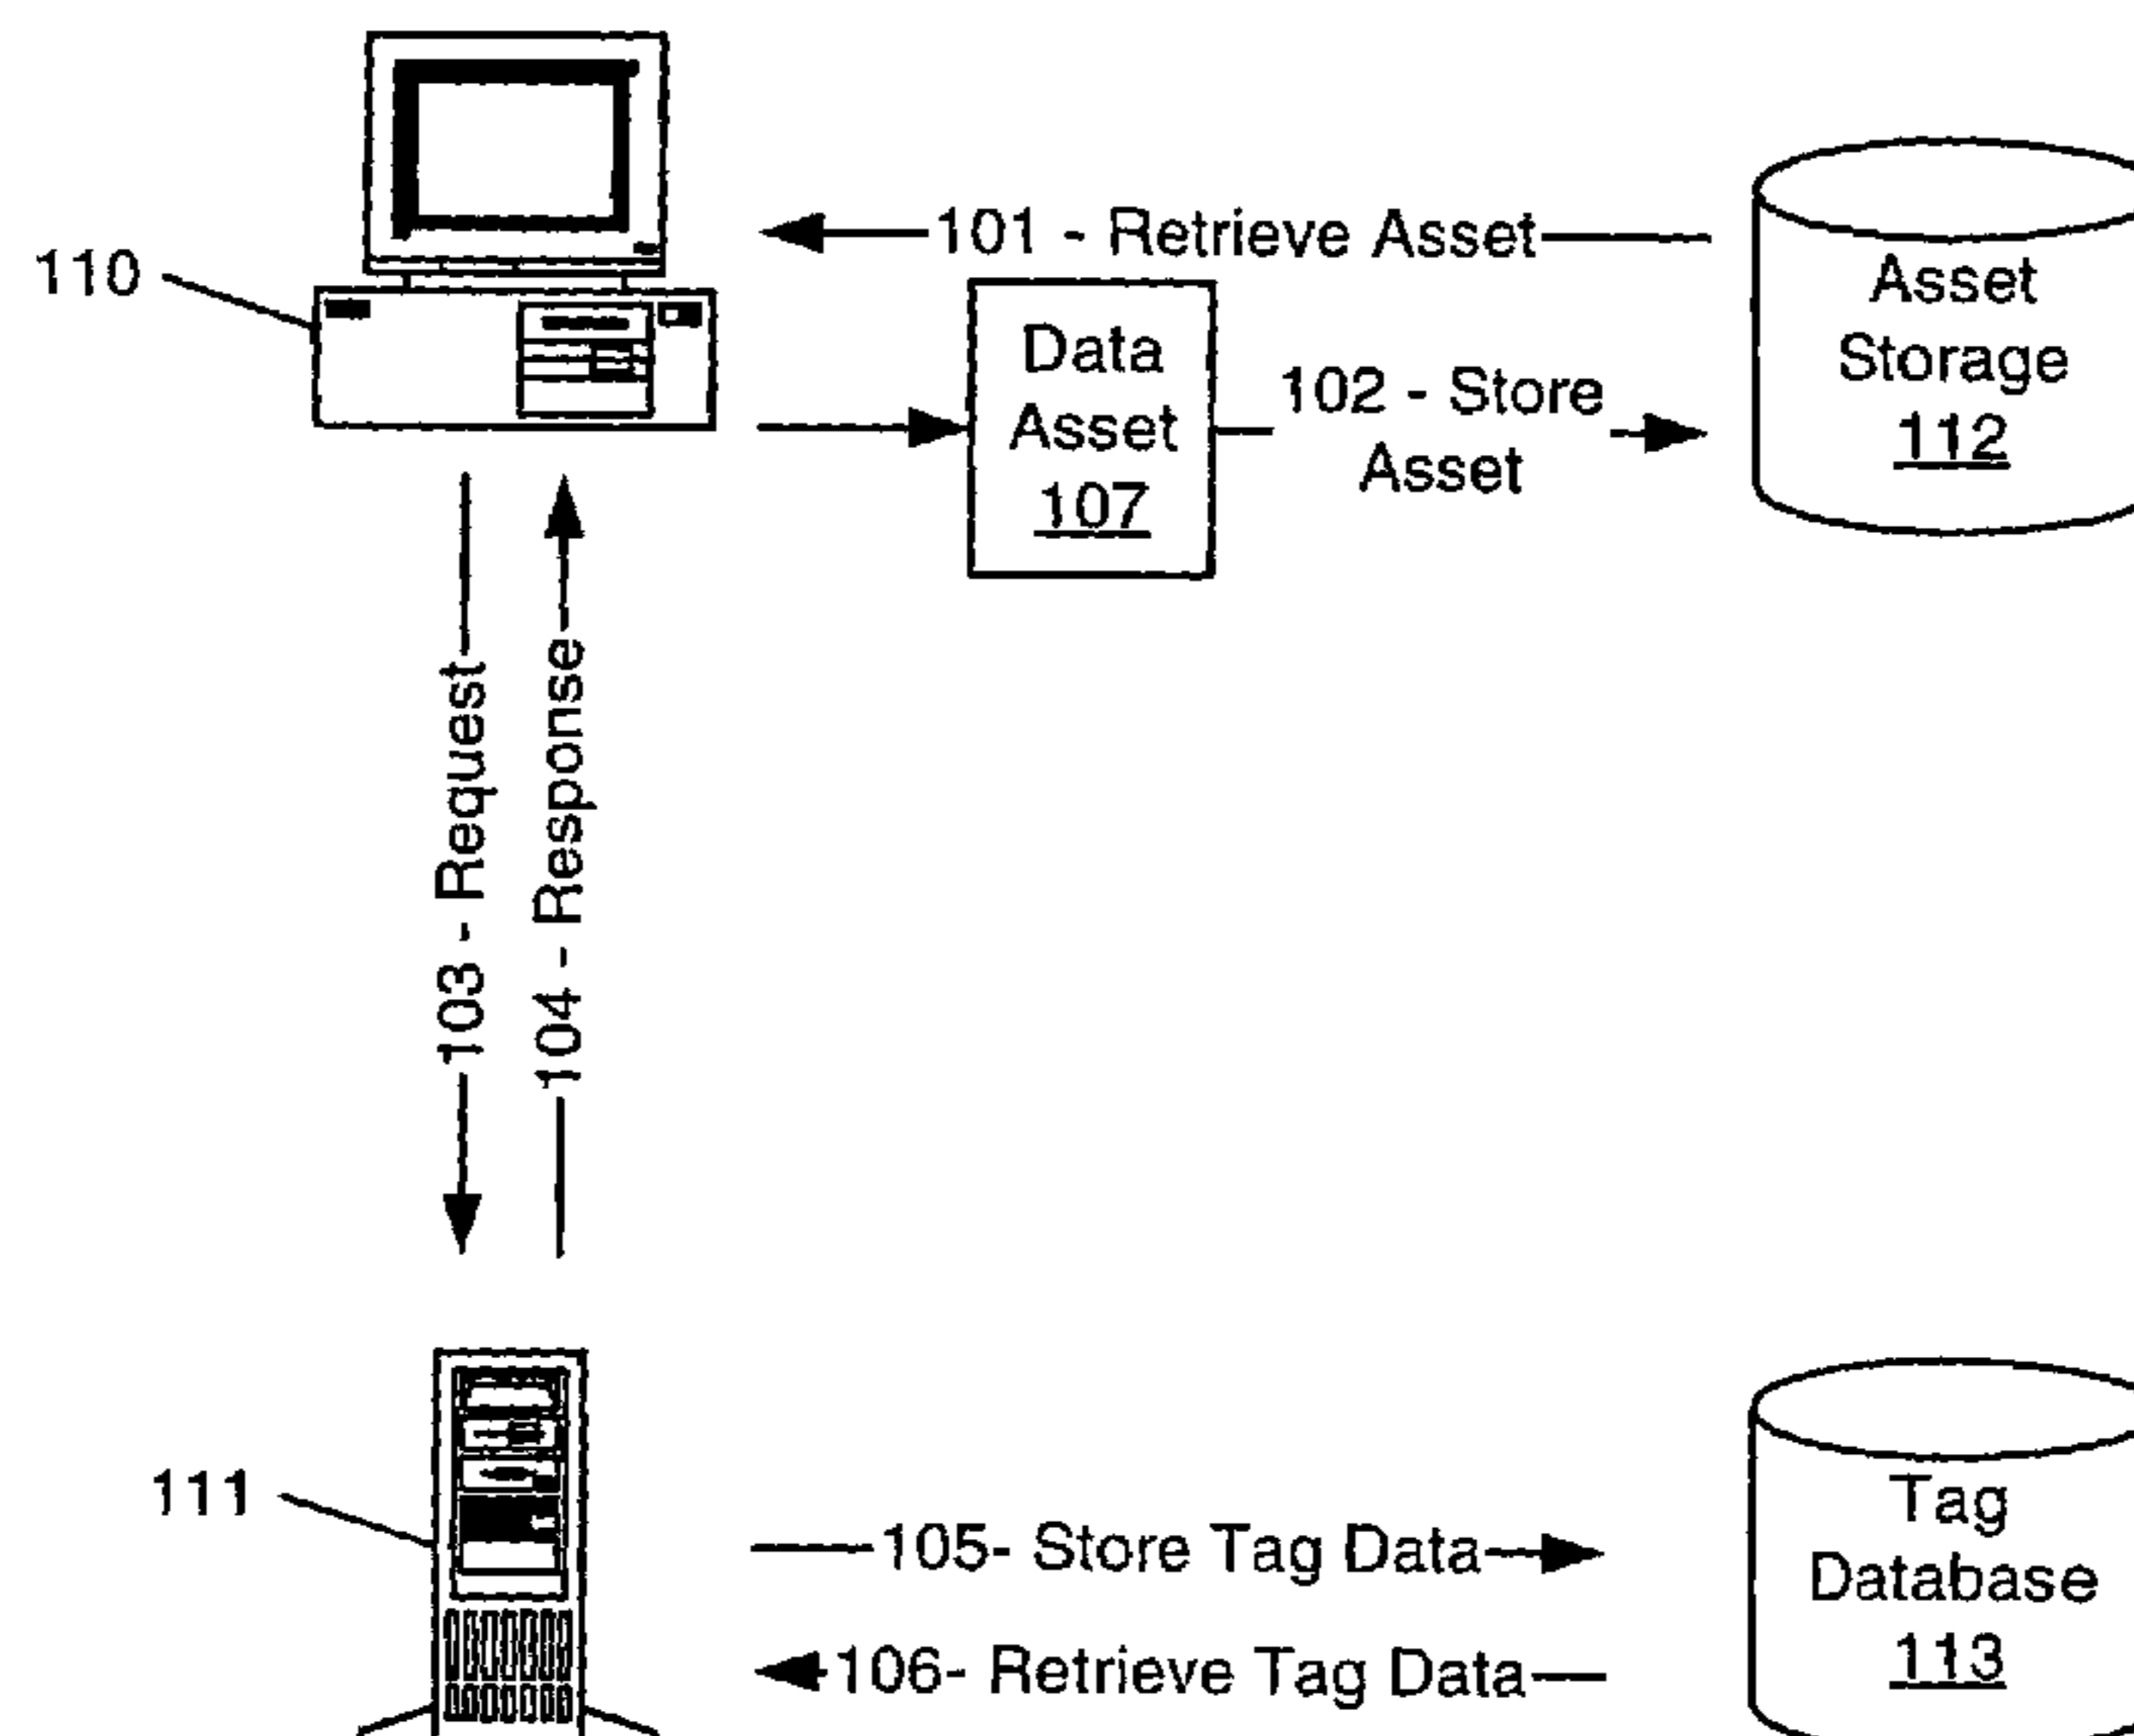 101 - Retrieve Asset
110
Data
Asset
107
102 - Store
Asset
Asset
Storage
112
103 - Request
104 - Response
111
105- Store Tag Data
106- Retrieve Tag Data
Tag
Database
113